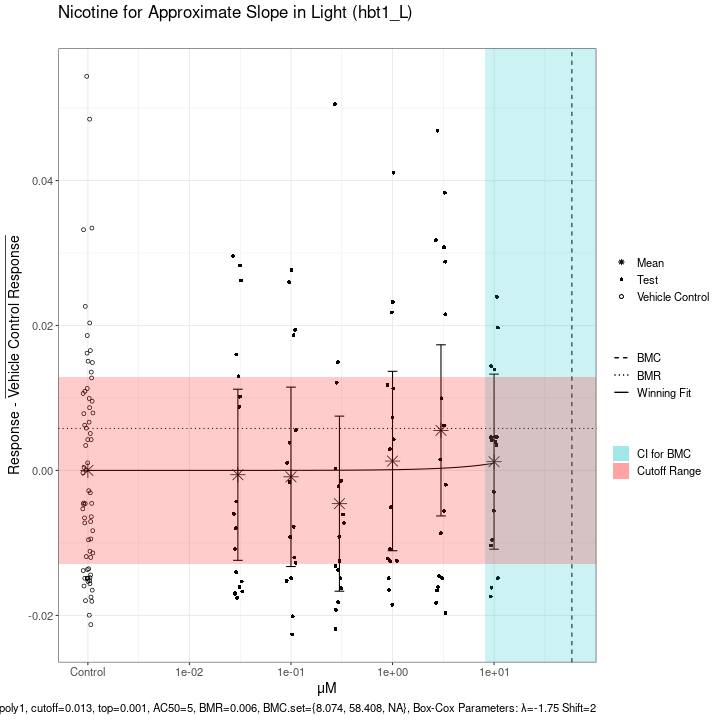 Nicotine for Approximate Slope in Light (hbt1_L)
Response - Vehicle Control Response
0.04
0.02
0.00
-0.02
Control
1e-02
1e-01
1e+00
1e+01
μM
Mean
Test
Vehicle Control
BMC
BMR
Winning Fit
CI for BMC
Cutoff Range
poly1, cutoff=0.013, top=0.001, AC50=5, BMR=0.006, BMC.set={8.074, 58.408, NA}, Box-Cox Parameters: λ=-1.75 Shift=2